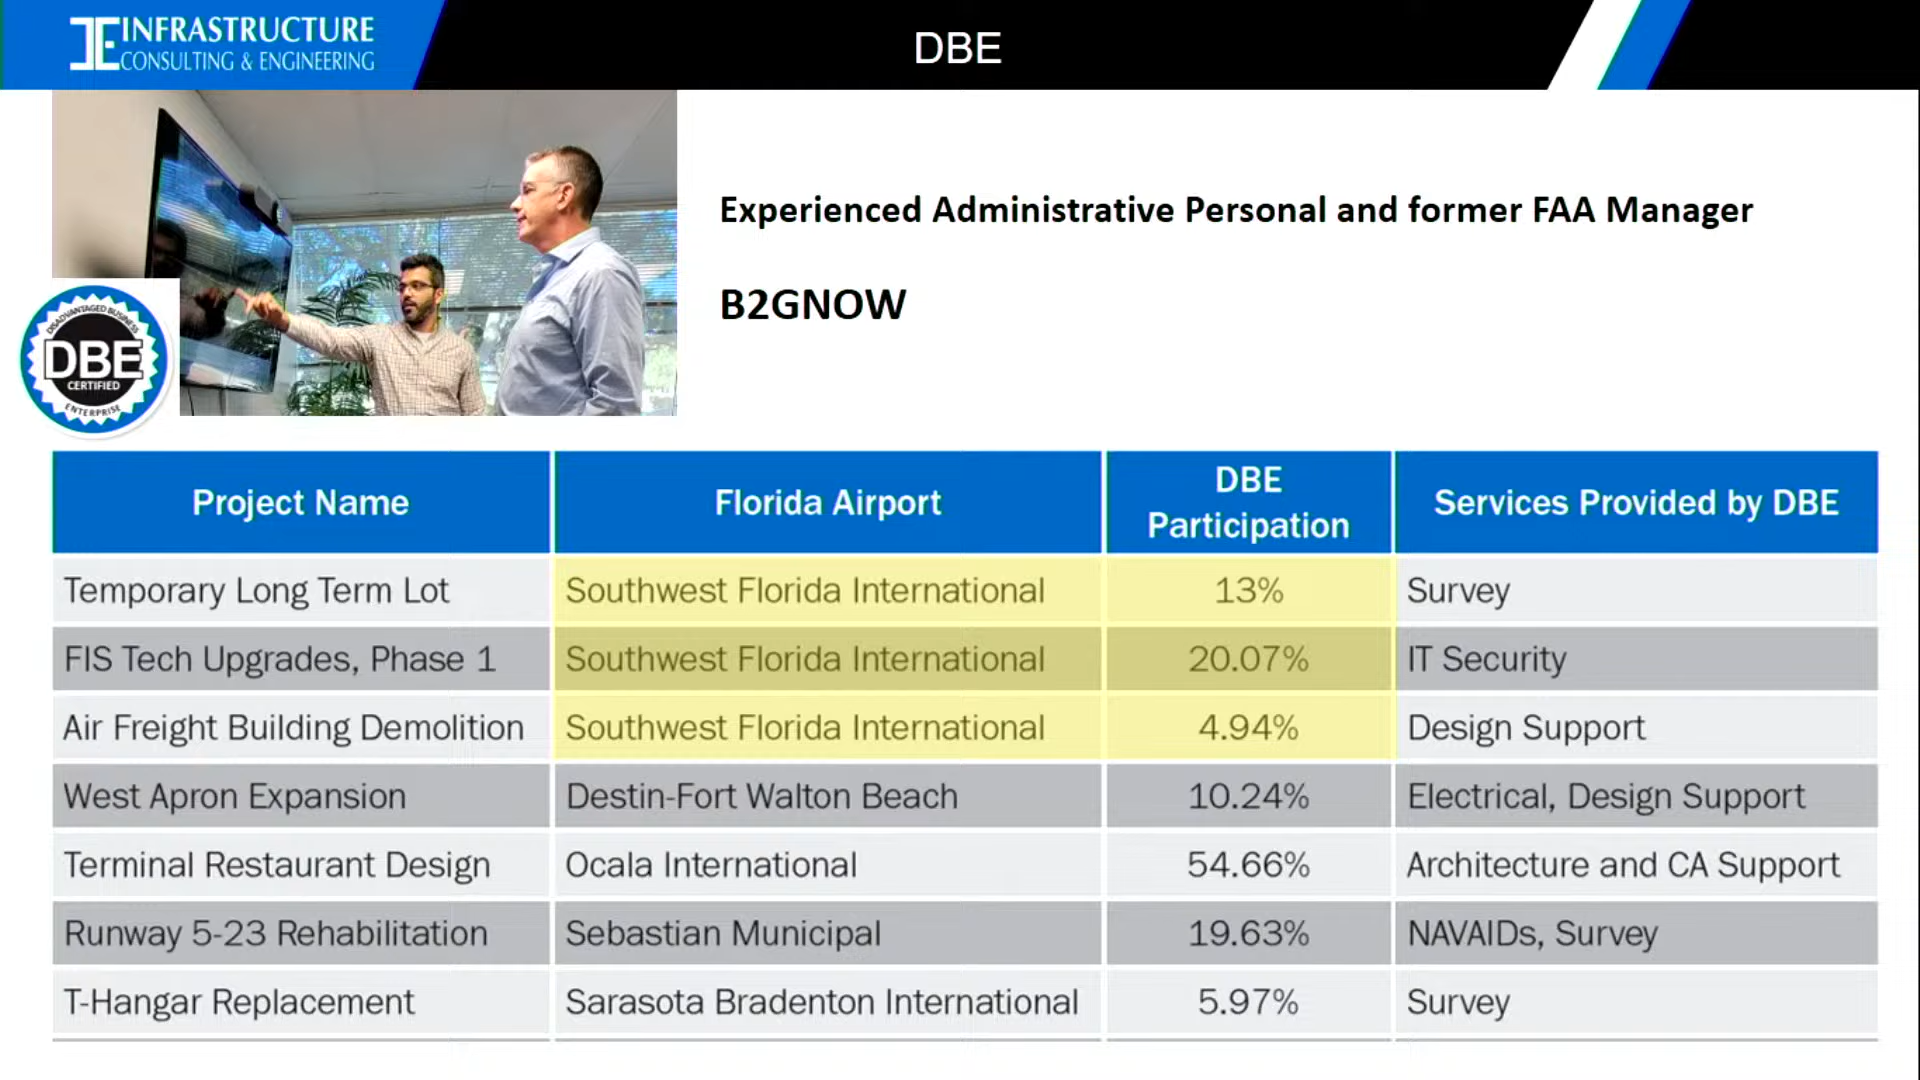 INFRASTRUCTURE
CONSULTING & ENGINEERING
DBE
Experienced Administrative Personal and former FAA Manager
B2GNOW
DISADVANTAGED BUSINESS
DBE
CERTIFIED
ENTERPRISE
Project Name Florida Airport DBE Participation Services Provided by DBE
Temporary Long Term Lot Southwest Florida International 13% Survey
FIS Tech Upgrades, Phase 1 Southwest Florida International 20.07% IT Security
Air Freight Building Demolition Southwest Florida International 4.94% Design Support
West Apron Expansion Destin-Fort Walton Beach 10.24% Electrical, Design Support
Terminal Restaurant Design Ocala International 54.66% Architecture and CA Support
Runway 5-23 Rehabilitation Sebastian Municipal 19.63% NAVAIDs, Survey
T-Hangar Replacement Sarasota Bradenton International 5.97% Survey